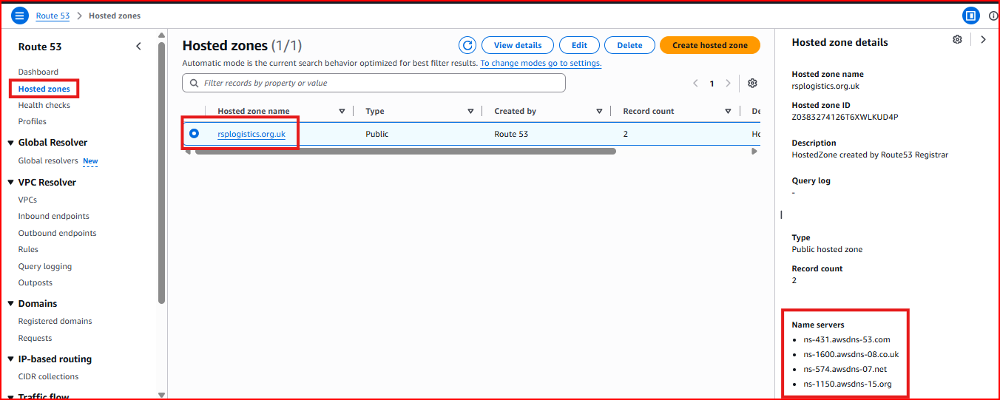 Route 53 > Hosted zones
Route 53
Dashboard
Hosted zones
Health checks
Profiles
Global Resolver
Global resolvers New
VPC Resolver
VPCs
Inbound endpoints
Outbound endpoints
Rules
Query logging
Outposts
Domains
Registered domains
Requests
IP-based routing
CIDR collections
Traffic flow
Hosted zones (1/1)
View details
Edit
Delete
Create hosted zone
Automatic mode is the current search behavior optimized for best filter results. To change modes go to settings.
Filter records by property or value
1
Hosted zone name Type Created by Record count De
rsplogistics.org.uk Public Route 53 2 Ho
Hosted zone details
Hosted zone name
rsplogistics.org.uk
Hosted zone ID
Z0383274126T6XWLKUD4P
Description
HostedZone created by Route53 Registrar
Query log
-
Type
Public hosted zone
Record count
2
Name servers
ns-431.awsdns-53.com
ns-1600.awsdns-08.co.uk
ns-574.awsdns-07.net
ns-1150.awsdns-15.org